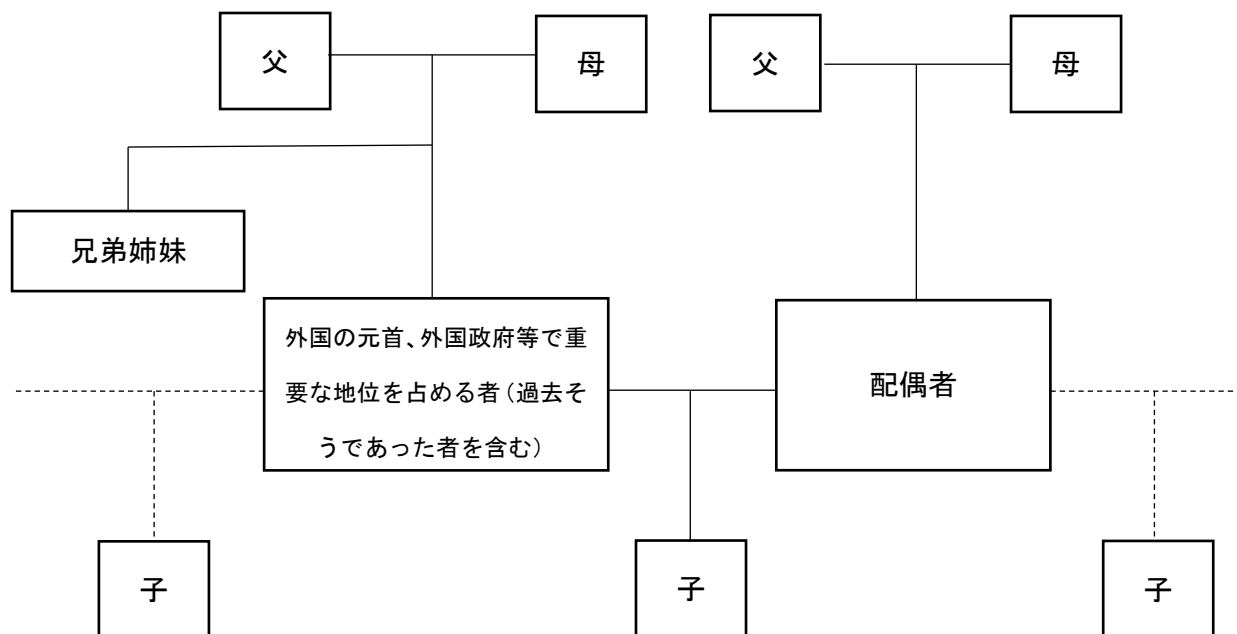 父
母
父
母
兄弟姉妹
外国の元首、外国政府等で重
要な地位を占める者（過去そ
うであった者を含む）
配偶者
子
子
子